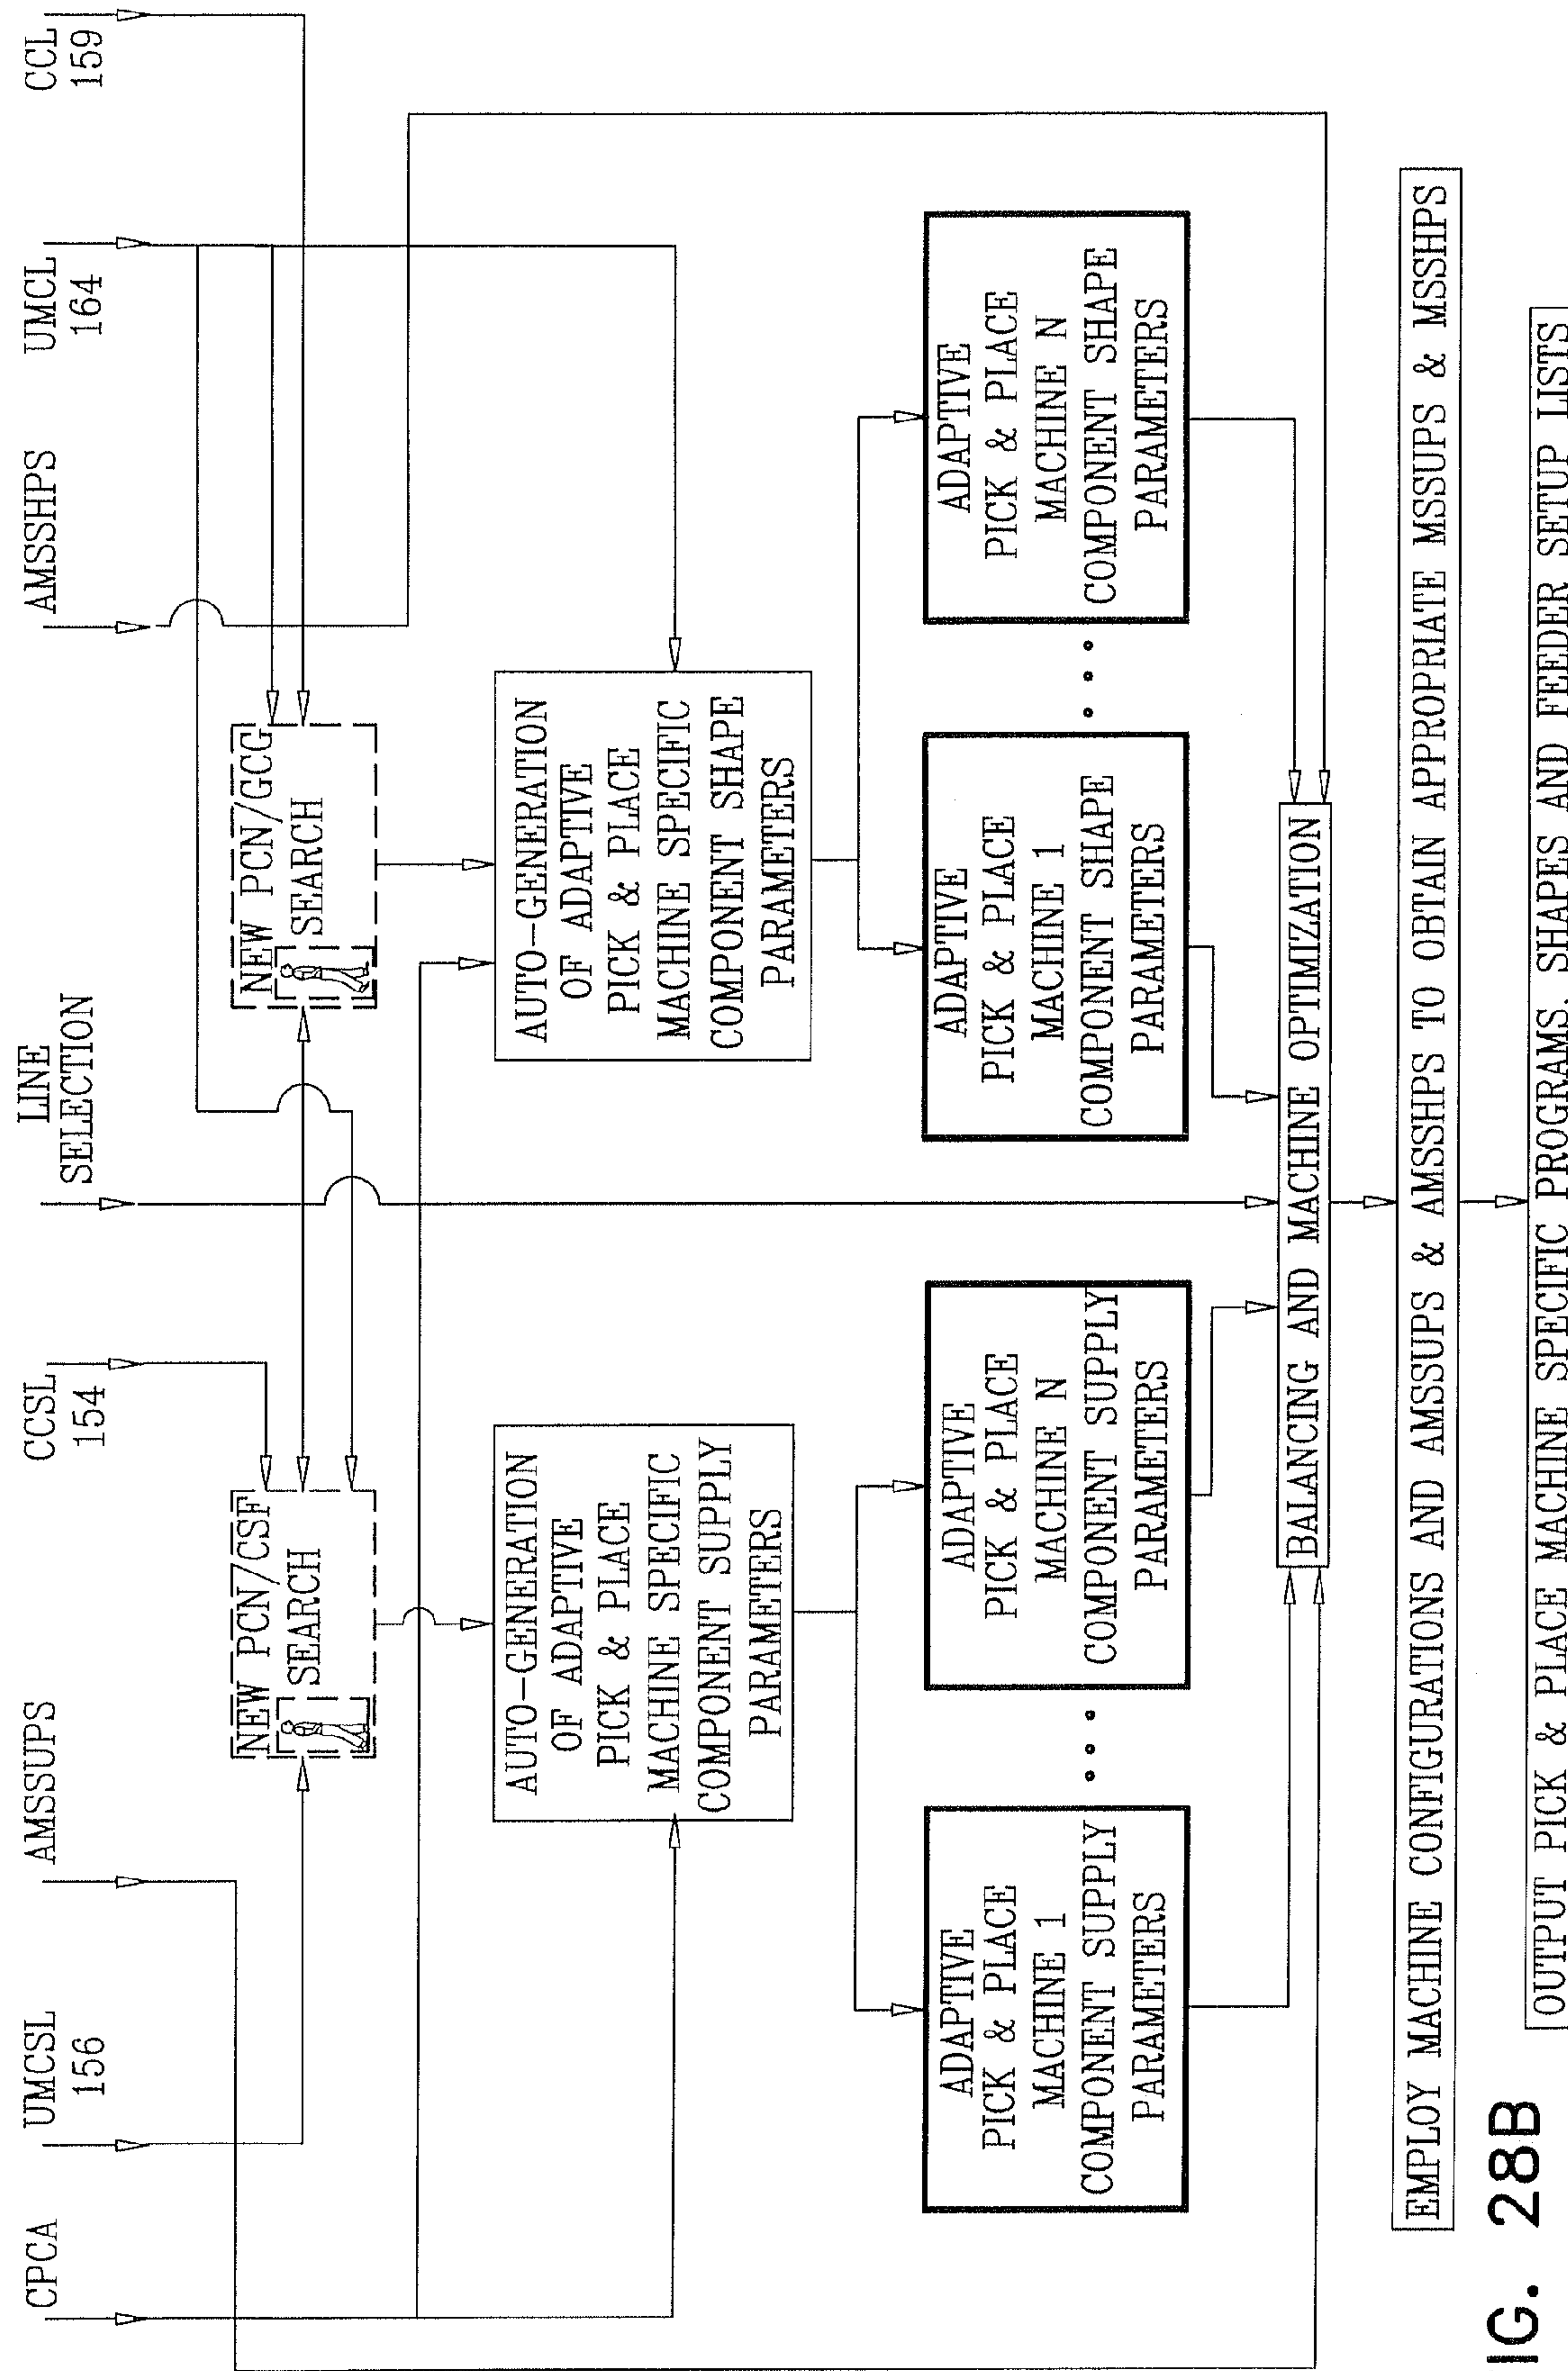 CPCA
UMCSL
156
AMSSUPS
CCSL
154
LINE
SELECTION
AMSSHPS
UMCL
164
CCL
159
NEW PCN/CSF
SEARCH
NEW PCN/GCG
SEARCH
AUTO-GENERATION
OF ADAPTIVE
PICK & PLACE
MACHINE SPECIFIC
COMPONENT SUPPLY
PARAMETERS
AUTO-GENERATION
OF ADAPTIVE
PICK & PLACE
MACHINE SPECIFIC
COMPONENT SHAPE
PARAMETERS
ADAPTIVE
PICK & PLACE
MACHINE 1
COMPONENT SUPPLY
PARAMETERS
• • •
ADAPTIVE
PICK & PLACE
MACHINE N
COMPONENT SUPPLY
PARAMETERS
ADAPTIVE
PICK & PLACE
MACHINE 1
COMPONENT SHAPE
PARAMETERS
• • •
ADAPTIVE
PICK & PLACE
MACHINE N
COMPONENT SHAPE
PARAMETERS
BALANCING AND MACHINE OPTIMIZATION
EMPLOY MACHINE CONFIGURATIONS AND AMSSUPS & AMSSHPS TO OBTAIN APPROPRIATE MSSUPS & MSSHPS
OUTPUT PICK & PLACE MACHINE SPECIFIC PROGRAMS, SHAPES AND FEEDER SETUP LISTS
IG. 28B